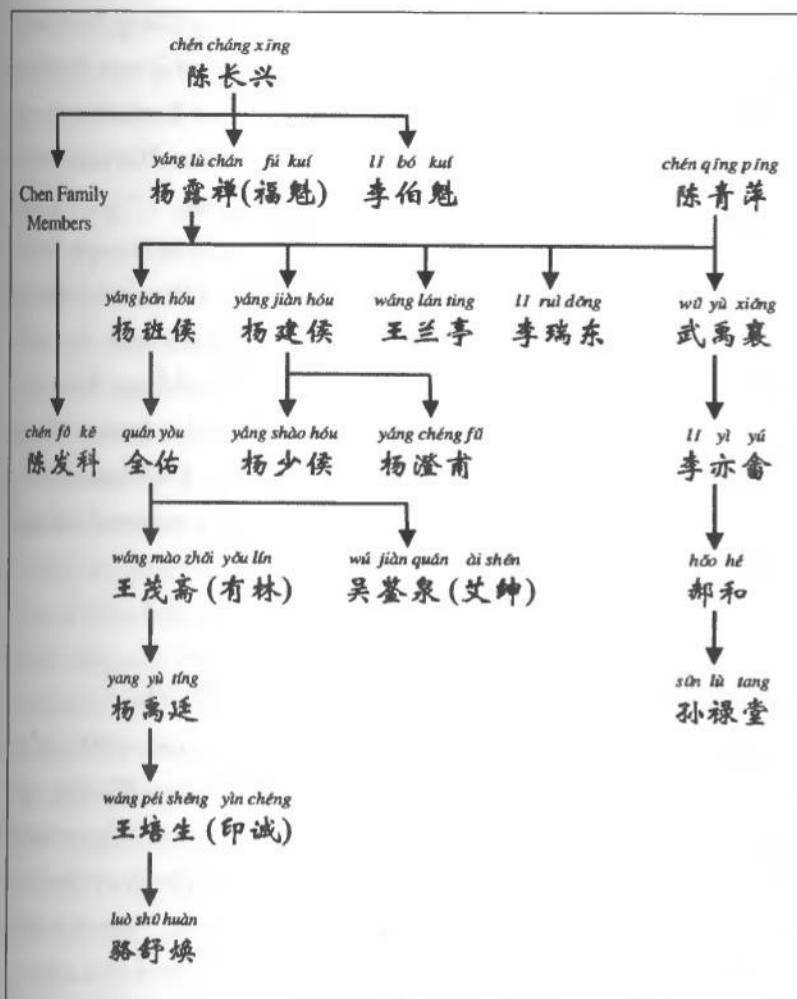 chén cháng xīng
陈长兴
yáng lù chán fú kuí
杨露禅(福魁)
lǐ bó kuí
李伯魁
chén qīng píng
陈青萍
Chen Family
Members
yáng bān hóu
杨班侯
yáng jiàn hóu
杨建侯
wáng lán tíng
王兰亭
lǐ ruì dōng
李瑞东
wǔ yù xiāng
武禹襄
chén fā kē
陈发科
quán yòu
全佑
yáng shào hóu
杨少侯
yáng chéng fǔ
杨澄甫
lǐ yì yú
李亦畬
wáng mào zhāi yǒu lín
王茂斋(有林)
wú jiàn quán ài shēn
吴鉴泉(艾绅)
hǎo hé
郝和
yang yǔ tíng
杨禹廷
sūn lù tang
孙禄堂
wáng péi shēng yìn chéng
王培生(印诚)
luò shū huàn
骆舒焕